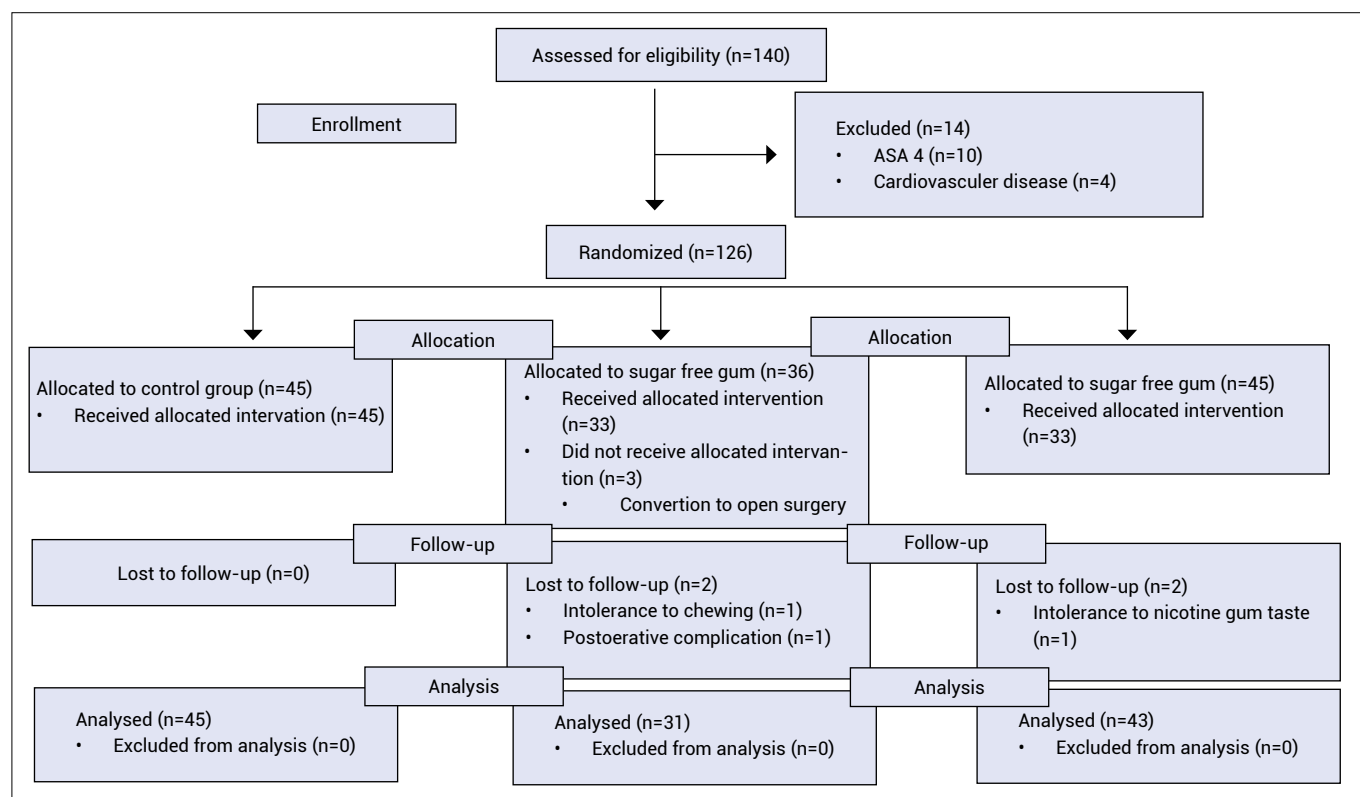 Assessed for eligibility (n=140)
Enrollment
Excluded (n=14)
• ASA 4 (n=10)
• Cardiovasculer disease (n=4)
Randomized (n=126)
Allocation
Allocation
Allocated to control group (n=45)
• Received allocated intervation (n=45)
Allocated to sugar free gum (n=36)
• Received allocated intervention
(n=33)
• Did not receive allocated intervan-
tion (n=3)
• Convertion to open surgery
Allocated to sugar free gum (n=45)
• Received allocated intervention
(n=33)
Follow-up
Follow-up
Lost to follow-up (n=0)
Lost to follow-up (n=2)
• Intolerance to chewing (n=1)
• Postoerative complication (n=1)
Lost to follow-up (n=2)
• Intolerance to nicotine gum taste
(n=1)
Analysis
Analysis
Analysed (n=45)
• Excluded from analysis (n=0)
Analysed (n=31)
• Excluded from analysis (n=0)
Analysed (n=43)
• Excluded from analysis (n=0)